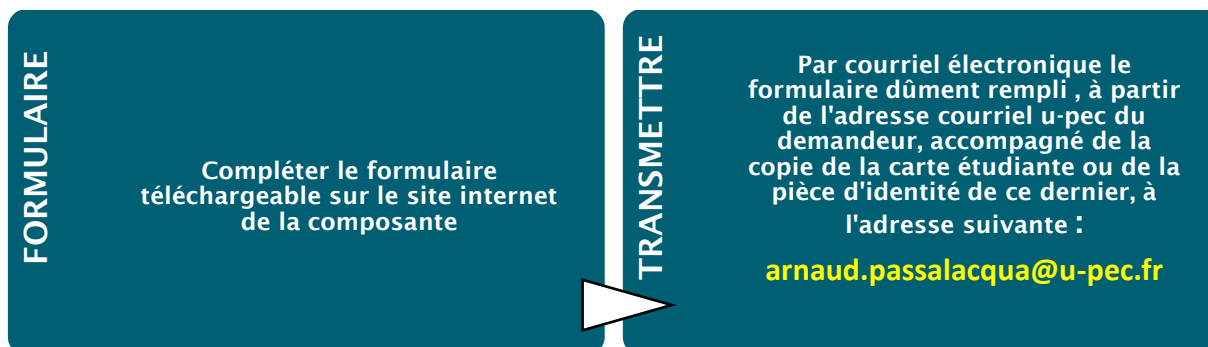 FORMULAIRE
Compléter le formulaire
téléchargeable sur le site internet
de la composante
TRANSMETTRE
Par courriel électronique le
formulaire dûment rempli , à partir
de l'adresse courriel u-pec du
demandeur, accompagné de la
copie de la carte étudiante ou de la
pièce d'identité de ce dernier, à
l'adresse suivante :
arnaud.passalacqua@u-pec.fr